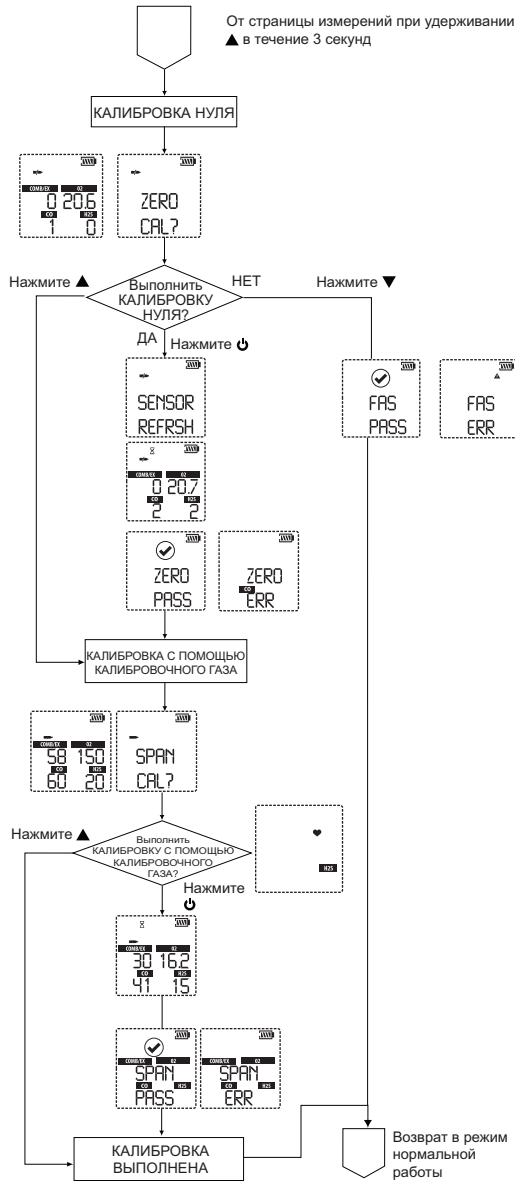 От страницы измерений при удерживании
▲ в течение 3 секунд
КАЛИБРОВКА НУЛЯ
COMB/EX O2
0 20.6
CO H2S
1 0
ZERO
CAL?
Нажмите ▲
Выполнить
КАЛИБРОВКУ
НУЛЯ?
НЕТ
Нажмите ▼
ДА
Нажмите ⏻
SENSOR
REFRSH
FAS
PASS
FAS
ERR
COMB/EX O2
0 20.7
CO H2S
2 2
ZERO
PASS
ZERO
CO
ERR
КАЛИБРОВКА С ПОМОЩЬЮ
КАЛИБРОВОЧНОГО ГАЗА
COMB/EX O2
58 150
CO H2S
60 20
SPAN
CAL?
Нажмите ▲
Выполнить
КАЛИБРОВКУ С ПОМОЩЬЮ
КАЛИБРОВОЧНОГО
ГАЗА?
H2S
Нажмите
⏻
COMB/EX O2
30 16.2
CO H2S
41 15
COMB/EX O2
SPAN
CO H2S
PASS
COMB/EX O2
SPAN
CO H2S
ERR
КАЛИБРОВКА
ВЫПОЛНЕНА
Возврат в режим
нормальной
работы